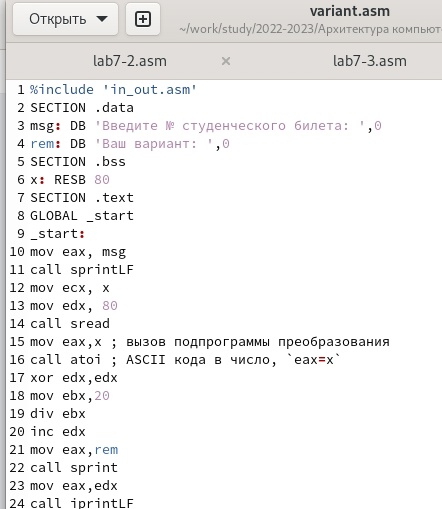 Открыть
variant.asm
~/work/study/2022-2023/Архитектура
lab7-2.asm × lab7-3.asm
1 %include 'in_out.asm'
2 SECTION .data
3 msg: DB 'Введите № студенческого билета: ',0
4 rem: DB 'Ваш вариант: ',0
5 SECTION .bss
6 x: RESB 80
7 SECTION .text
8 GLOBAL _start
9 _start:
10 mov eax, msg
11 call sprintLF
12 mov ecx, x
13 mov edx, 80
14 call sread
15 mov eax,x ; вызов подпрограммы преобразования
16 call atoi ; ASCII кода в число, `eax=x`
17 xor edx,edx
18 mov ebx,20
19 div ebx
20 inc edx
21 mov eax,rem
22 call sprint
23 mov eax,edx
24 call iprintLF